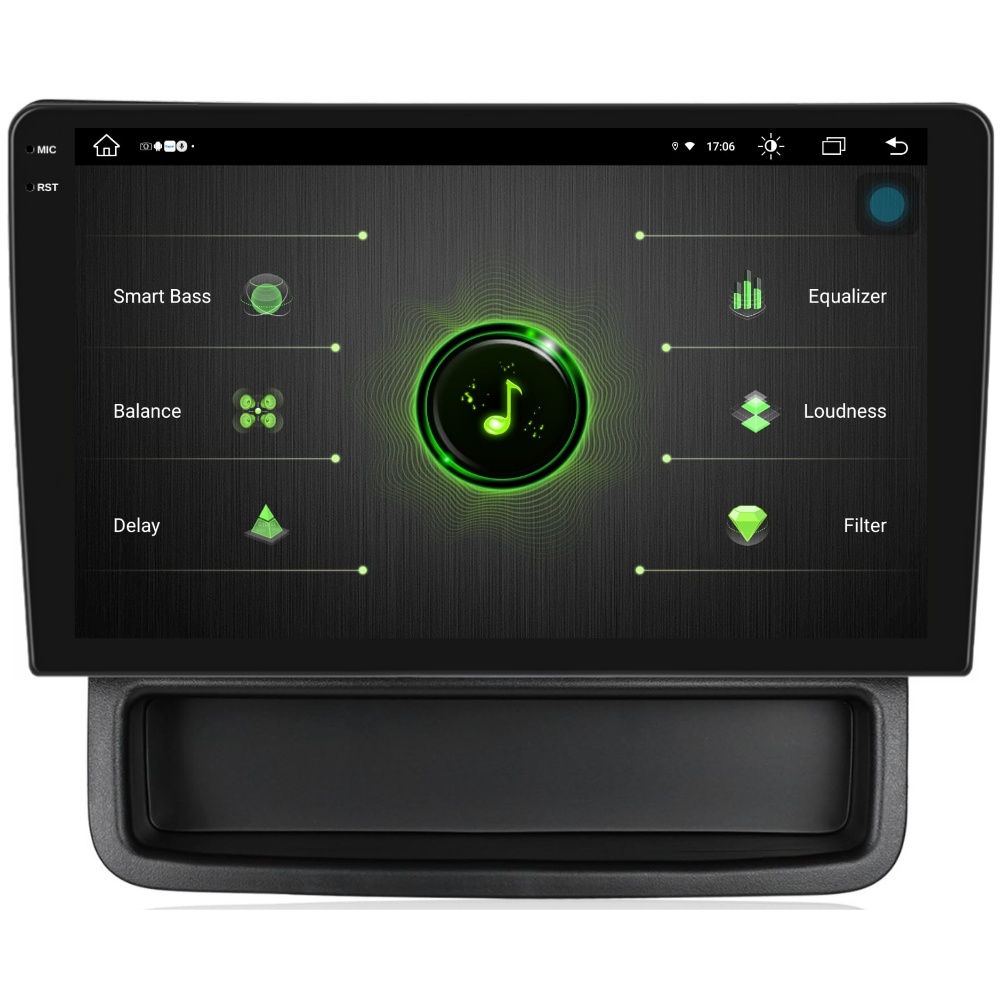 MIC
17:06
RST
Smart Bass
Equalizer
Balance
Loudness
Delay
Filter